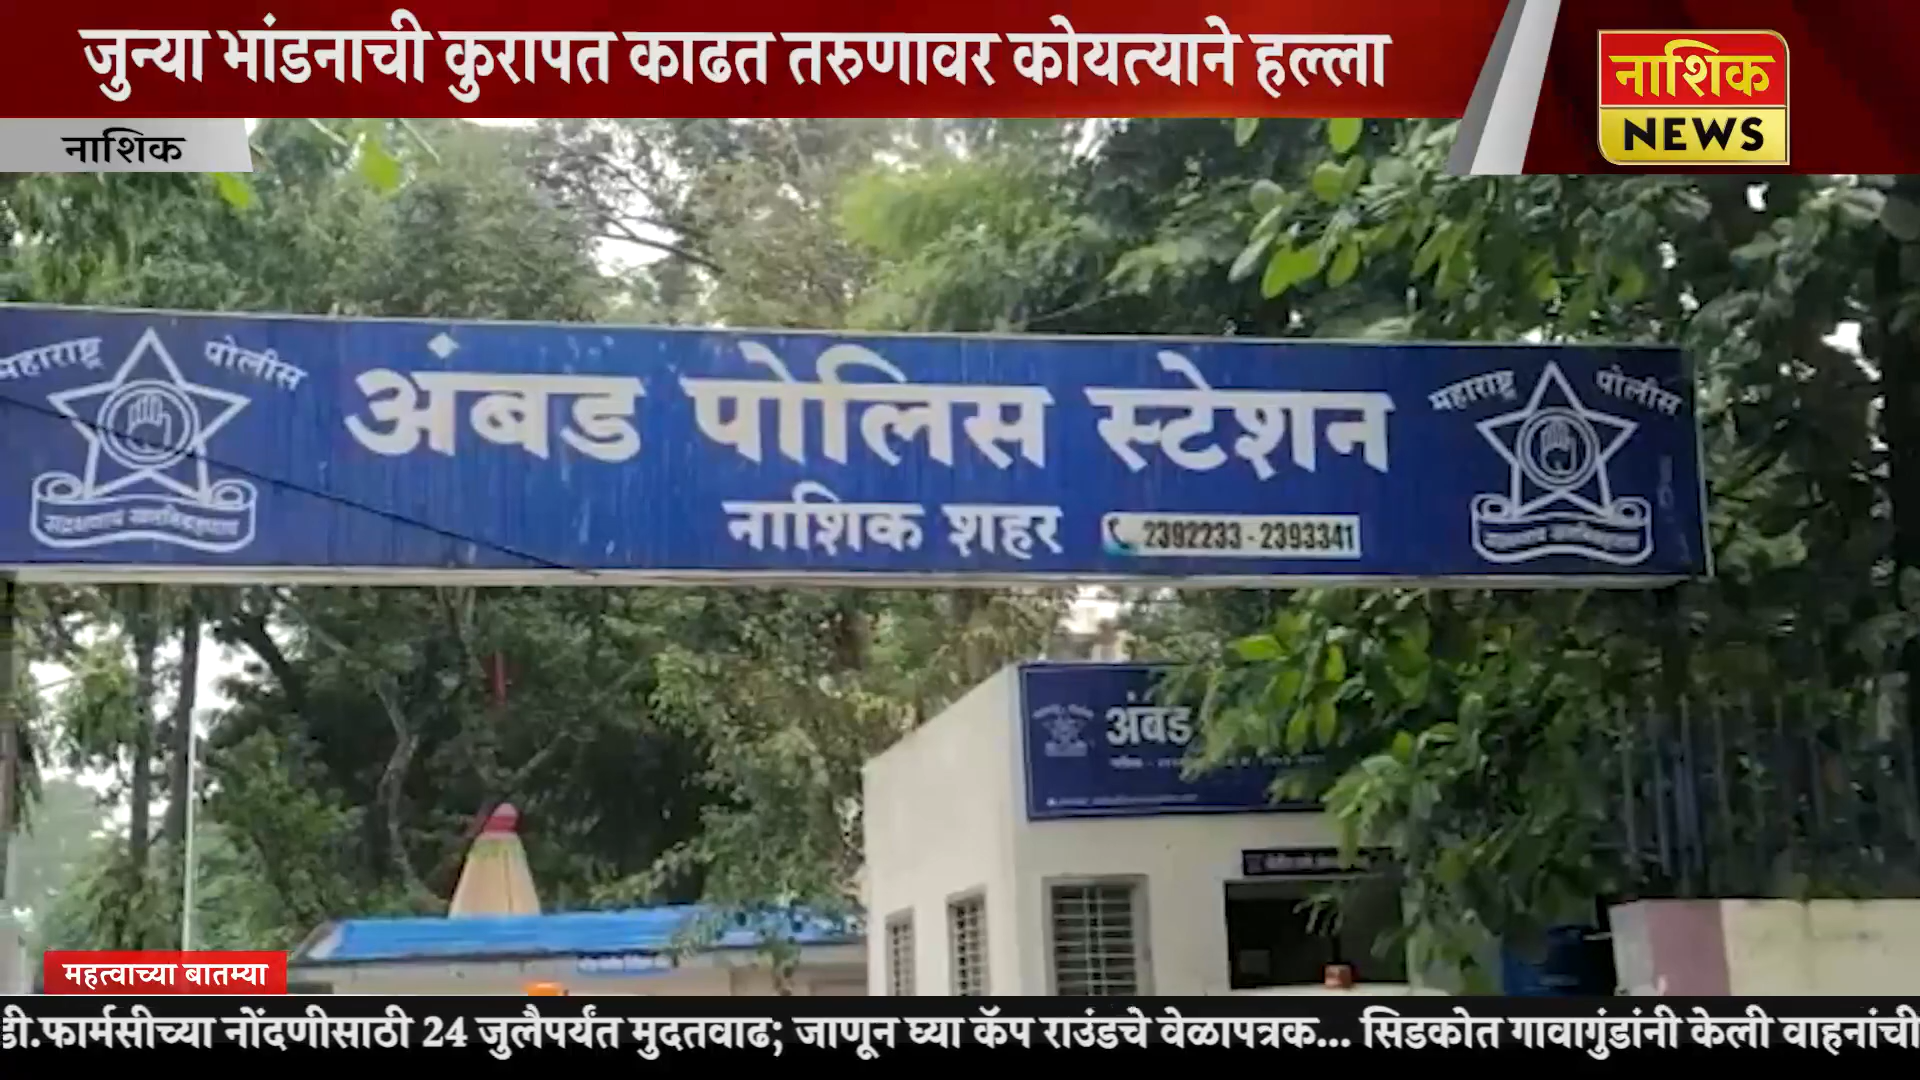 जुन्या भांडनाची कुरापत काढत तरुणावर कोयत्याने हल्ला
नाशिक
NEWS
नाशिक
महाराष्ट्र पोलीस
अंबड पोलिस स्टेशन
महाराष्ट्र पोलीस
नाशिक शहर
2392233 - 2393341
अंबड
महत्वाच्या बातम्या
डी.फार्मसीच्या नोंदणीसाठी 24 जुलैपर्यंत मुदतवाढ; जाणून घ्या कॅप राउंडचे वेळापत्रक... सिडकोत गावागुंडांनी केली वाहनांची